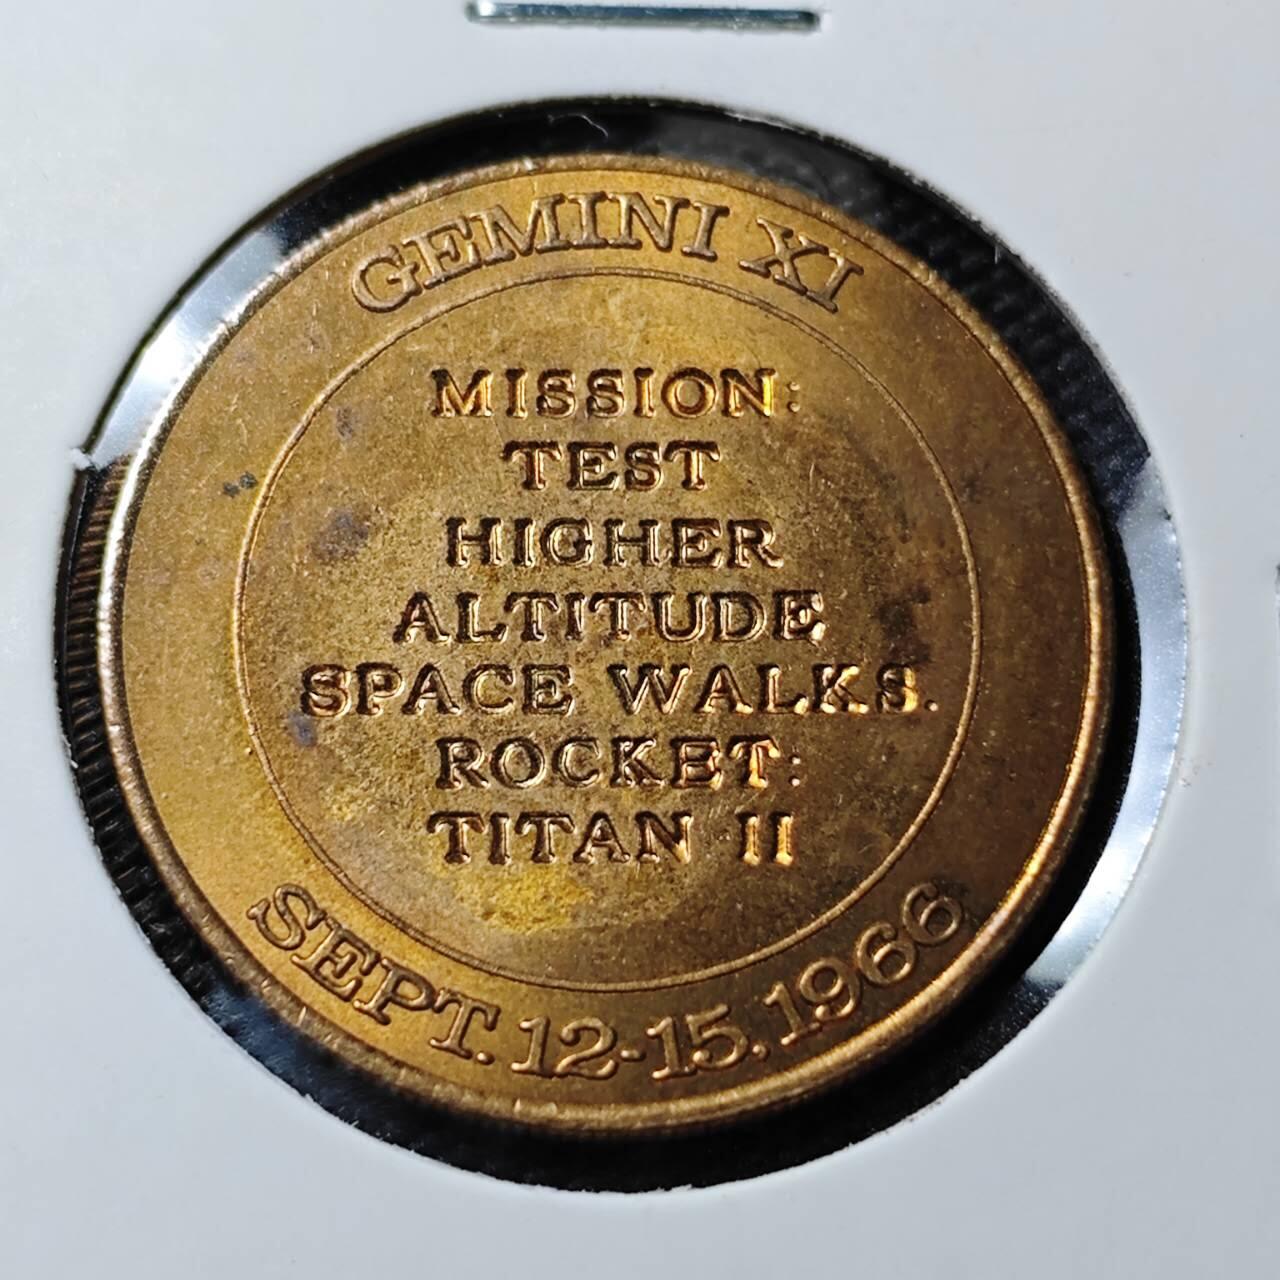 GEMINI XI
MISSION:
TEST
HIGHER
ALTITUDE
SPACE WALKS.
ROCKET:
TITAN II
SEPT. 12-15, 1966